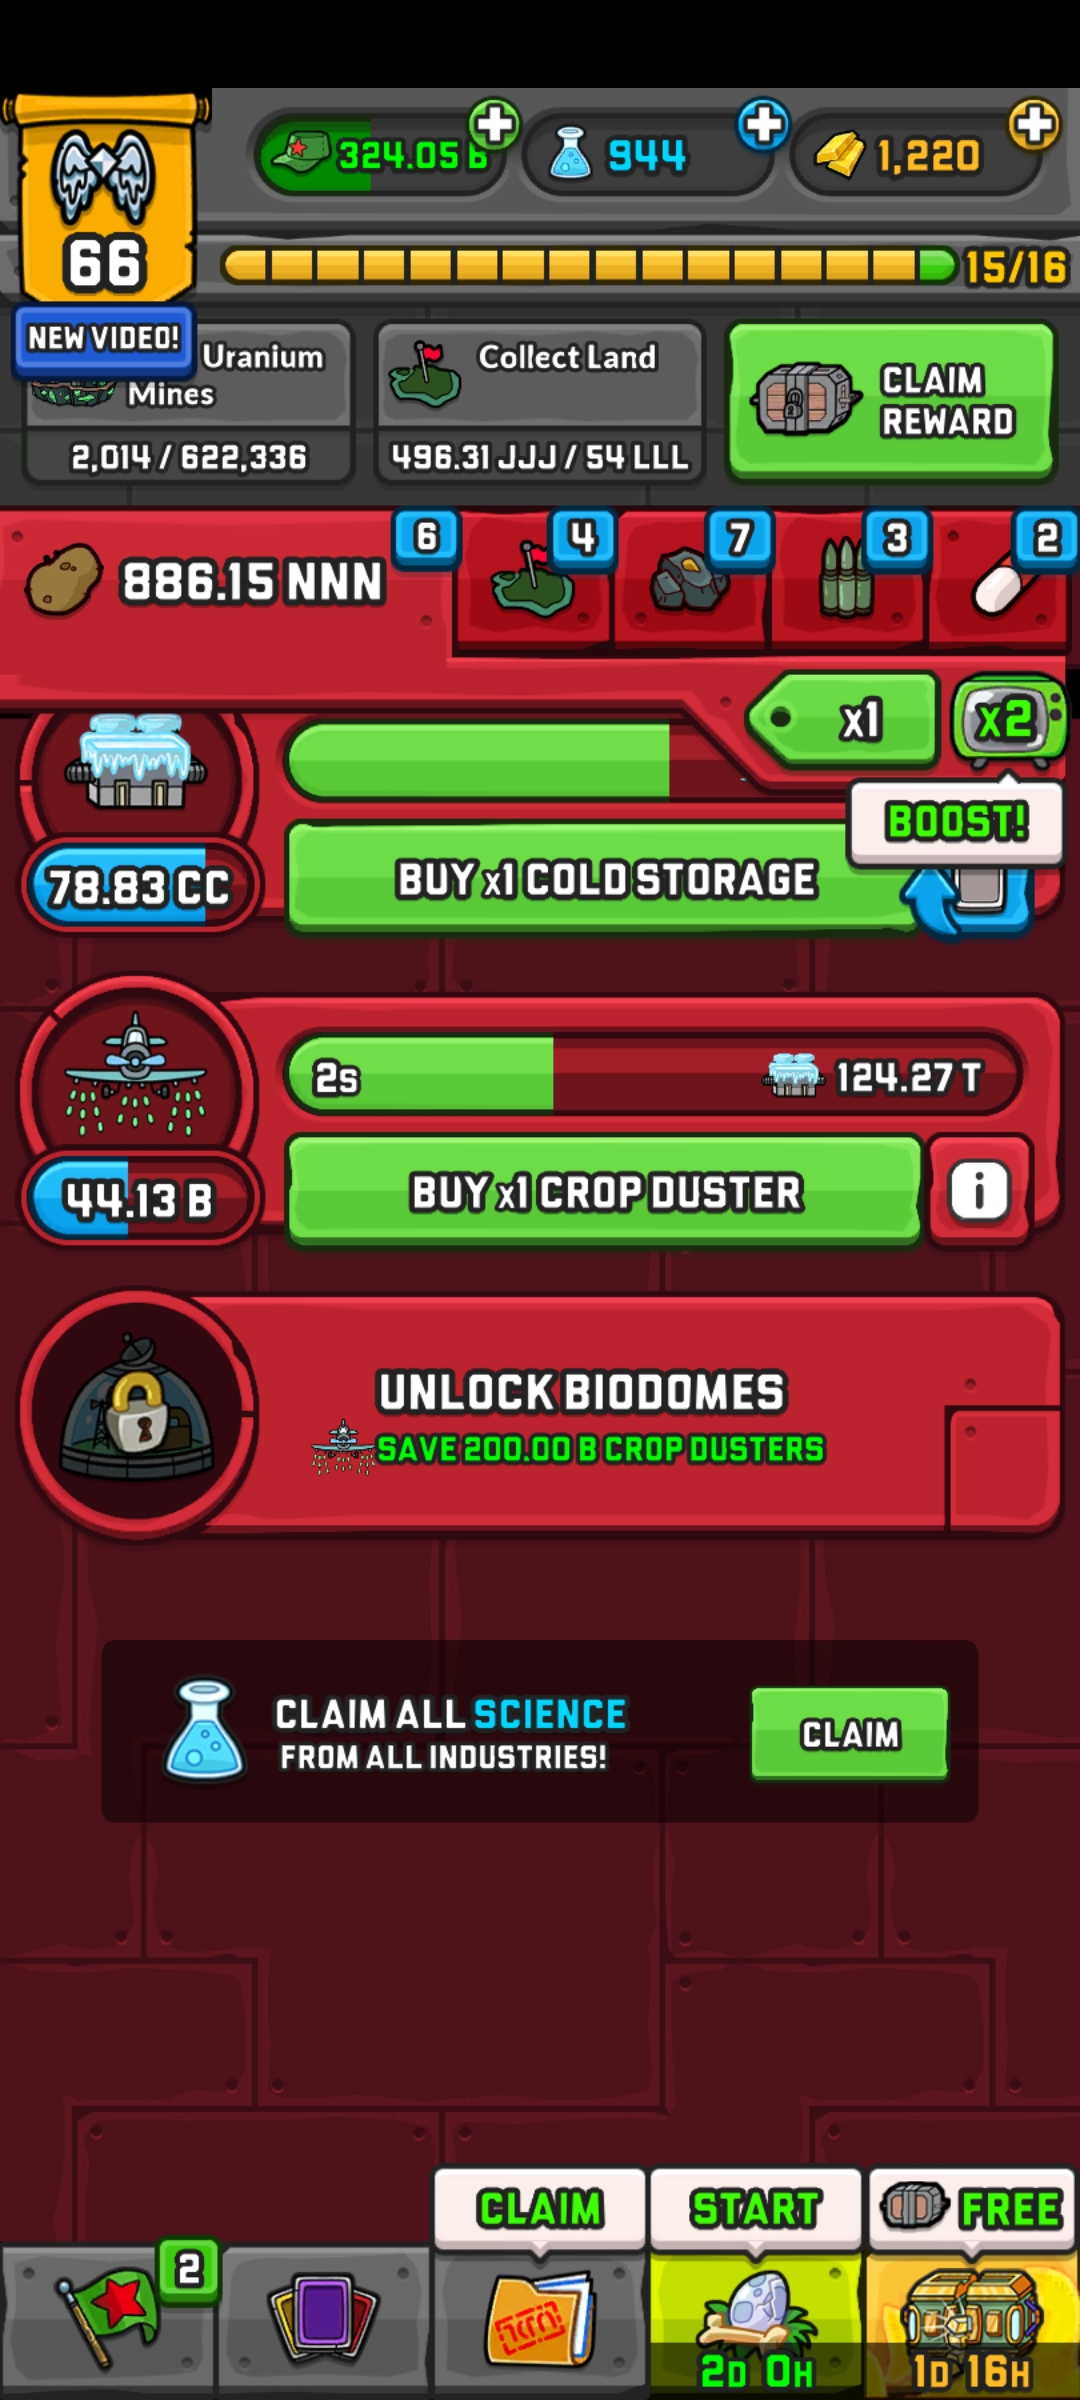 324.05 B
944
1,220
66
15/16
NEW VIDEO!
Uranium
Mines
2,014 / 622,336
Collect Land
496.31 JJJ / 54 LLL
CLAIM
REWARD
886.15 NNN
6
4
7
3
2
x1
x2
BOOST!
78.83 CC
BUY x1 COLD STORAGE
2s
124.27 T
44.13 B
BUY x1 CROP DUSTER
i
UNLOCK BIODOMES
SAVE 200.00 B CROP DUSTERS
CLAIM ALL SCIENCE
FROM ALL INDUSTRIES!
CLAIM
CLAIM
START
FREE
2
2D 0H
1D 16H